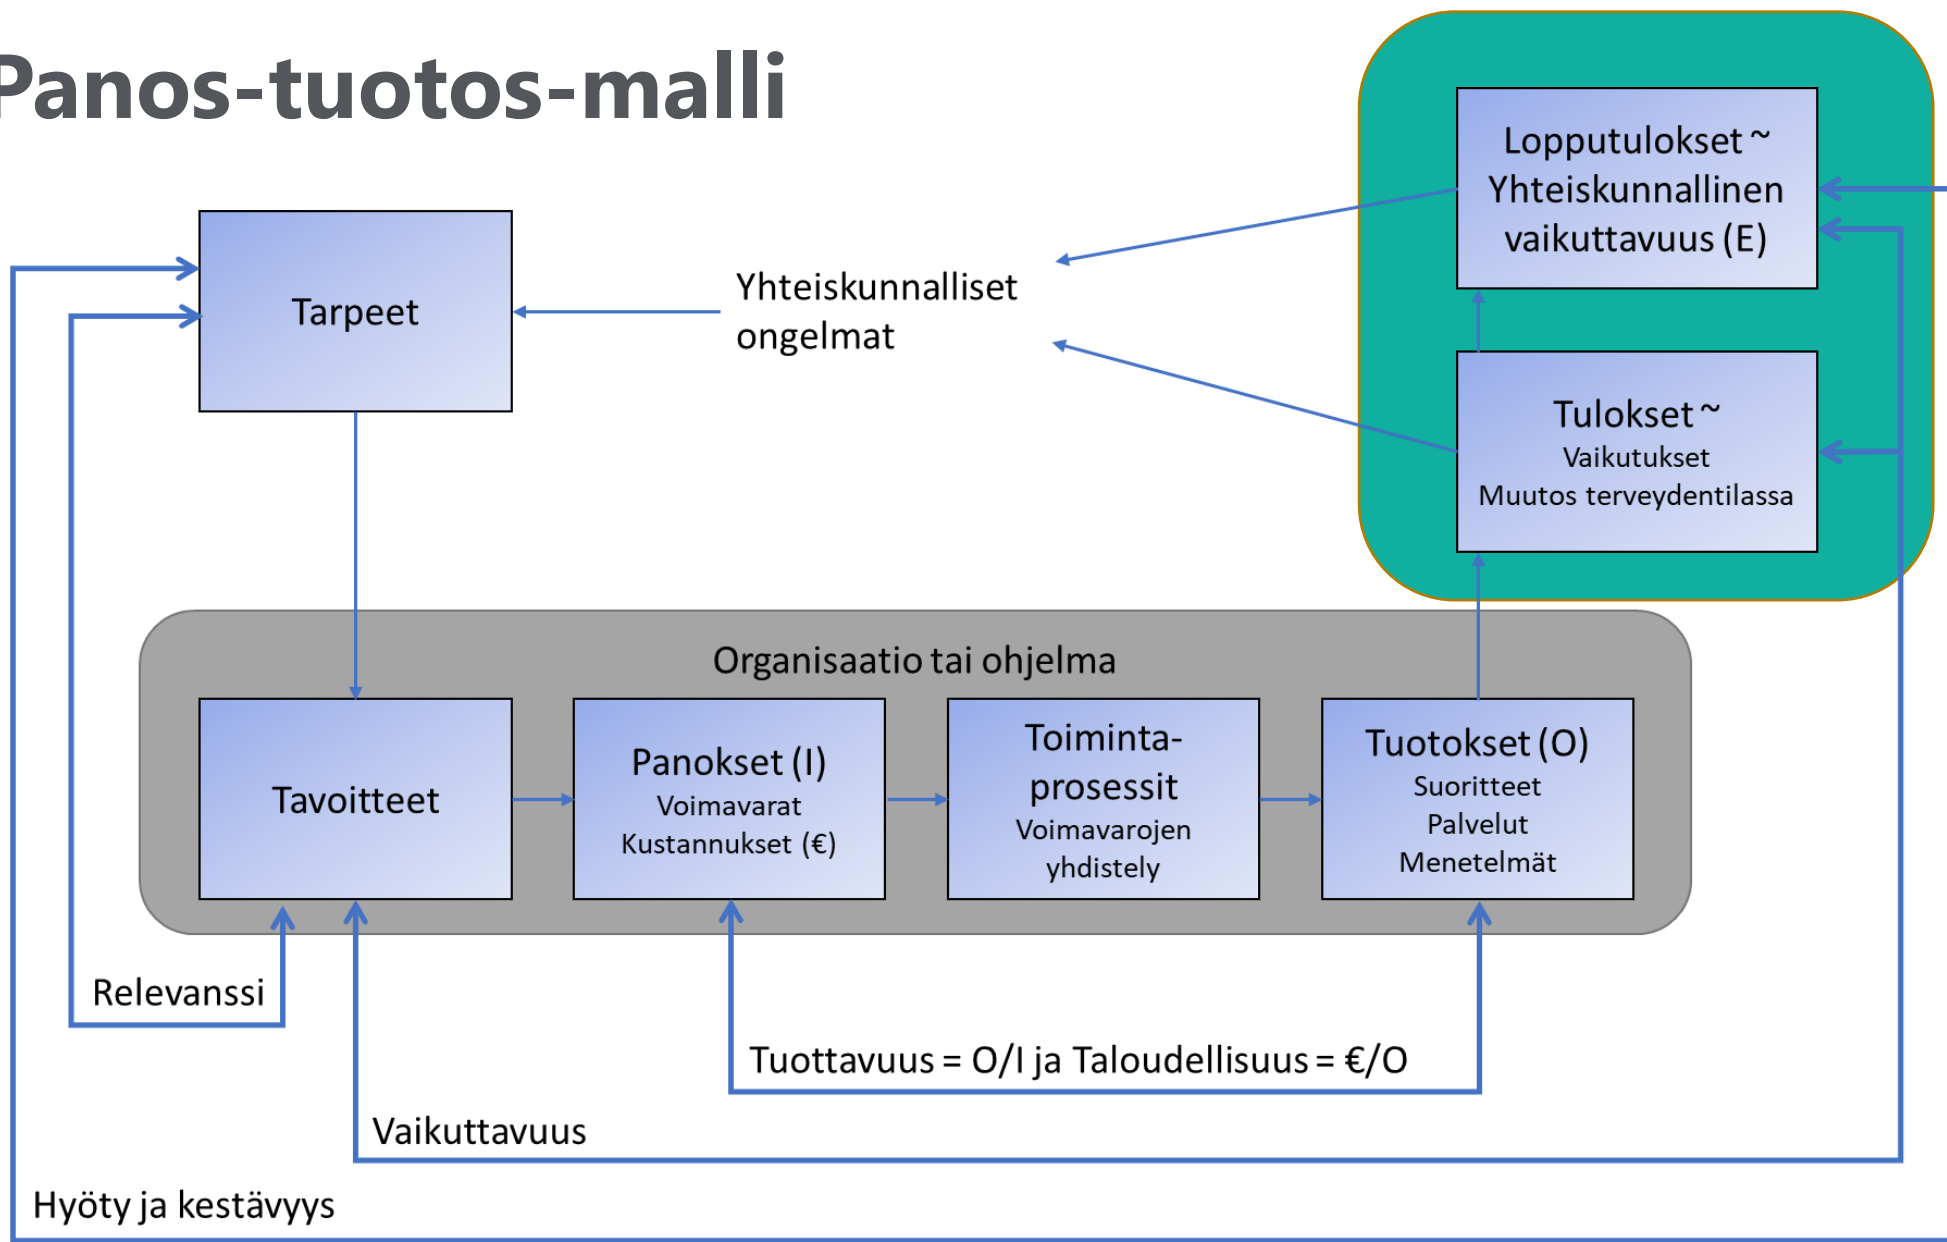 Panos-tuotos-malli
Lopputulokset ~
Yhteiskunnallinen
vaikuttavuus (E)
Tarpeet
Yhteiskunnalliset
ongelmat
Tulokset ~
Vaikutukset
Muutos terveydentilassa
Organisaatio tai ohjelma
Tavoitteet
Panokset (I)
Voimavarat
Kustannukset (€)
Toiminta-
prosessit
Voimavarojen
yhdistely
Tuotokset (O)
Suoritteet
Palvelut
Menetelmät
Relevanssi
Tuottavuus = O/I ja Taloudellisuus = €/O
Vaikuttavuus
Hyöty ja kestävyys